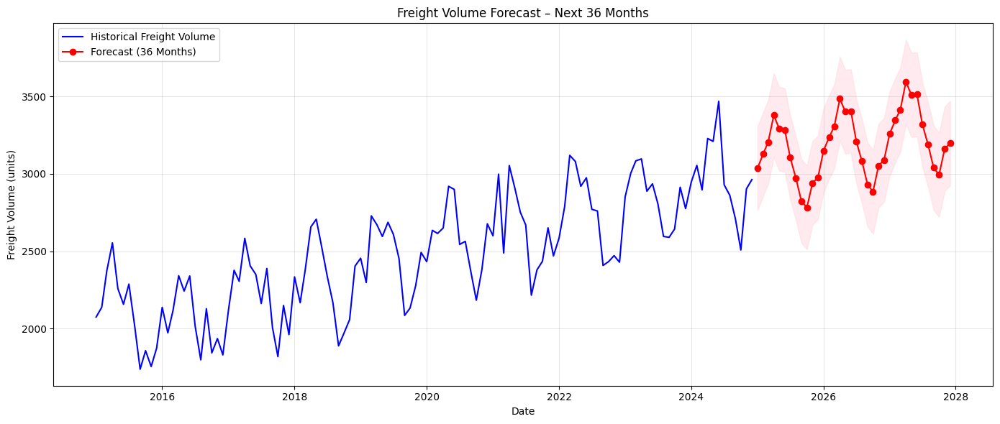 Freight Volume Forecast – Next 36 Months
Historical Freight Volume
Forecast (36 Months)
Freight Volume (units)
3500
3000
2500
2000
2016 2018 2020 2022 2024 2026 2028
Date